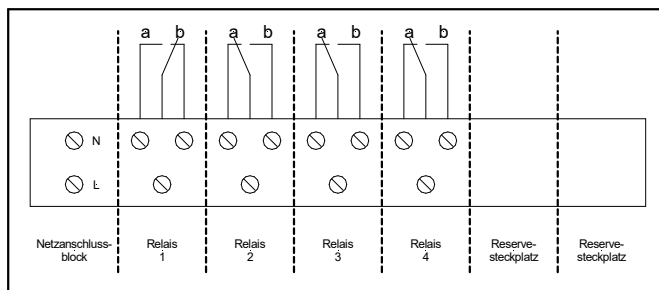 a b a b a b a b
N
L
Netzanschluss- Relais Relais Relais Relais Reserve- Reserve-
block 1 2 3 4 steckplatz steckplatz